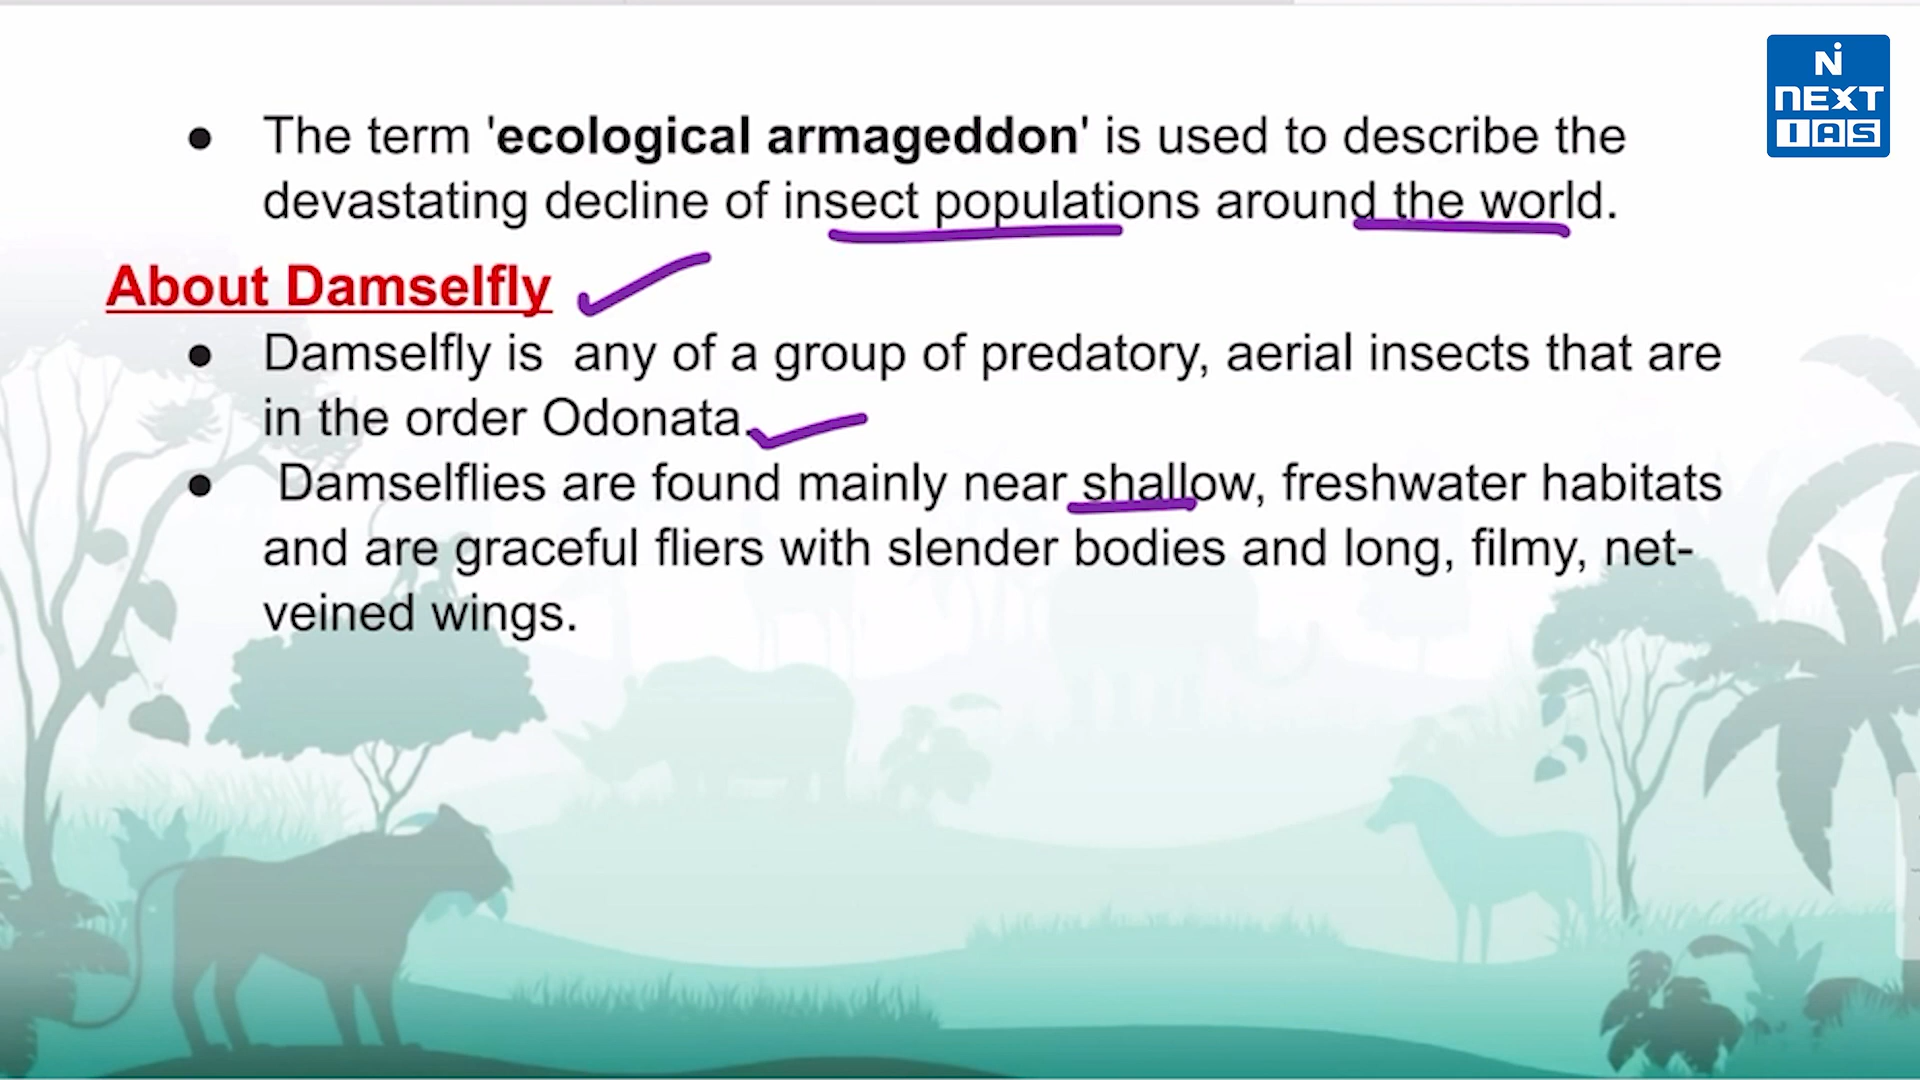 Ni
NEXT
IAS
● The term 'ecological armageddon' is used to describe the
devastating decline of insect populations around the world.
About Damselfly
● Damselfly is any of a group of predatory, aerial insects that are
in the order Odonata.
● Damselflies are found mainly near shallow, freshwater habitats
and are graceful fliers with slender bodies and long, filmy, net-
veined wings.